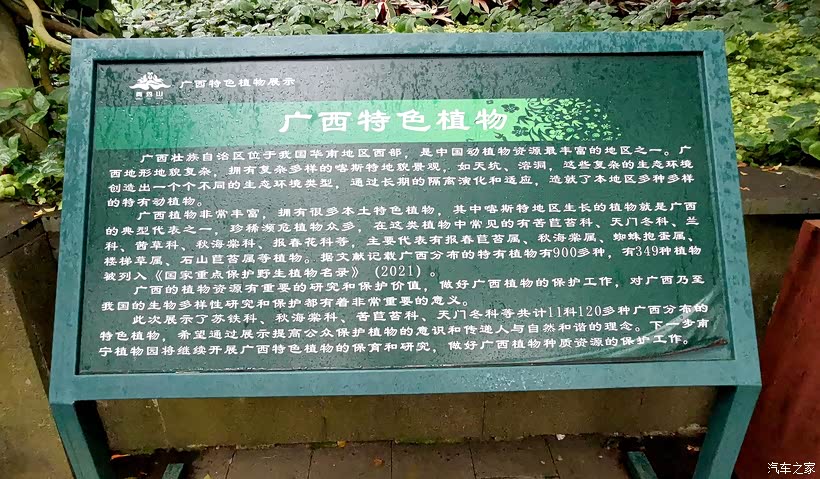 青秀山
广西特色植物展示
广西特色植物
广西壮族自治区位于我国华南地区西部，是中国动植物资源最丰富的地区之一。广
西地形地貌复杂，拥有复杂多样的喀斯特地貌景观，如天坑、溶洞，这些复杂的生态环境
创造出一个个不同的生态环境类型，通过长期的隔离演化和适应，造就了本地区多种多样
的特有动植物。
广西植物非常丰富，拥有很多本土特色植物，其中喀斯特地区生长的植物就是广西
的典型代表之一，珍稀濒危植物众多，在这类植物中常见的有苦苣苔科、天门冬科、兰
科、茜草科、秋海棠科、报春花科等，主要代表有报春苣苔属、秋海棠属、蜘蛛抱蛋属、
楼梯草属、石山苣苔属等植物。据文献记载广西分布的特有植物有900多种，有349种植物
被列入《国家重点保护野生植物名录》（2021）。
广西的植物资源有重要的研究和保护价值，做好广西植物的保护工作，对广西乃至
我国的生物多样性研究和保护都有着非常重要的意义。
此次展示了苏铁科、秋海棠科、苦苣苔科、天门冬科等共计11科120多种广西分布的
特色植物，希望通过展示提高公众保护植物的意识和传递人与自然和谐的理念。下一步南
宁植物园将继续开展广西特色植物的保育和研究，做好广西植物种质资源的保护工作。
汽车之家